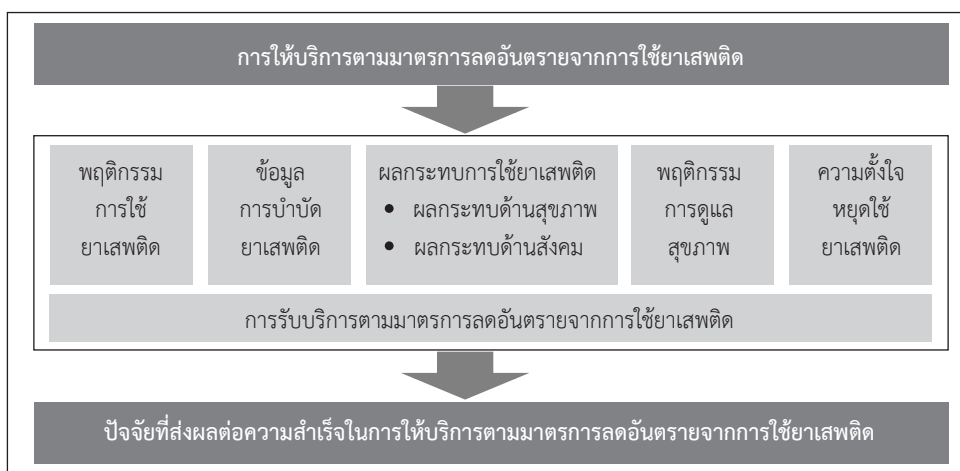 การให้บริการตามมาตรการลดอันตรายจากการใช้ยาเสพติด
พฤติกรรม
การใช้
ยาเสพติด
ข้อมูล
การบำบัด
ยาเสพติด
ผลกระทบการใช้ยาเสพติด
• ผลกระทบด้านสุขภาพ
• ผลกระทบด้านสังคม
พฤติกรรม
การดูแล
สุขภาพ
ความตั้งใจ
หยุดใช้
ยาเสพติด
การรับบริการตามมาตรการลดอันตรายจากการใช้ยาเสพติด
ปัจจัยที่ส่งผลต่อความสำเร็จในการให้บริการตามมาตรการลดอันตรายจากการใช้ยาเสพติด